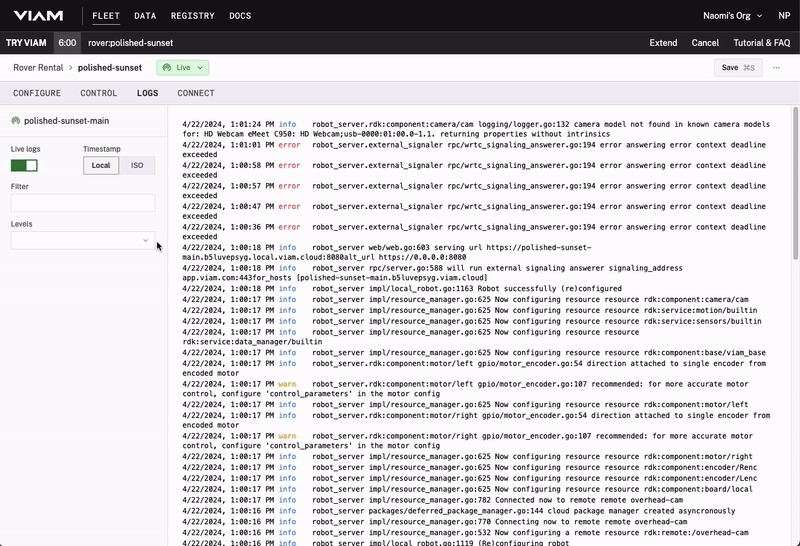 VIAM FLEET DATA REGISTRY DOCS Naomi's Org NP
TRY VIAM 6:00 rover:polished-sunset Extend Cancel Tutorial & FAQ
Rover Rental > polished-sunset Live Save ⌘S ...
CONFIGURE CONTROL LOGS CONNECT
polished-sunset-main
Live logs
Timestamp
Local ISO
Filter
Levels
4/22/2024, 1:01:24 PM info robot_server.rdk:component:camera/cam logging/logger.go:132 camera model not found in known camera models
for: HD Webcam eMeet C950: HD Webcam;usb-0000:01:00.0-1.1. returning properties without intrinsics
4/22/2024, 1:01:01 PM error robot_server.external_signaler rpc/wrtc_signaling_answerer.go:194 error answering error context deadline
exceeded
4/22/2024, 1:00:58 PM error robot_server.external_signaler rpc/wrtc_signaling_answerer.go:194 error answering error context deadline
exceeded
4/22/2024, 1:00:57 PM error robot_server.external_signaler rpc/wrtc_signaling_answerer.go:194 error answering error context deadline
exceeded
4/22/2024, 1:00:47 PM error robot_server.external_signaler rpc/wrtc_signaling_answerer.go:194 error answering error context deadline
exceeded
4/22/2024, 1:00:36 PM error robot_server.external_signaler rpc/wrtc_signaling_answerer.go:194 error answering error context deadline
exceeded
4/22/2024, 1:00:18 PM info robot_server web/web.go:603 serving url https://polished-sunset-
main.b5luvepsyg.local.viam.cloud:8080alt_url https://0.0.0.0:8080
4/22/2024, 1:00:18 PM info robot_server rpc/server.go:588 will run external signaling answerer signaling_address
app.viam.com:443for_hosts [polished-sunset-main.b5luvepsyg.viam.cloud]
4/22/2024, 1:00:18 PM info robot_server impl/local_robot.go:1163 Robot successfully (re)configured
4/22/2024, 1:00:17 PM info robot_server impl/resource_manager.go:625 Now configuring resource resource rdk:component:camera/cam
4/22/2024, 1:00:17 PM info robot_server impl/resource_manager.go:625 Now configuring resource resource rdk:service:motion/builtin
4/22/2024, 1:00:17 PM info robot_server impl/resource_manager.go:625 Now configuring resource resource rdk:service:sensors/builtin
4/22/2024, 1:00:17 PM info robot_server impl/resource_manager.go:625 Now configuring resource resource
rdk:service:data_manager/builtin
4/22/2024, 1:00:17 PM info robot_server impl/resource_manager.go:625 Now configuring resource resource rdk:component:base/viam_base
4/22/2024, 1:00:17 PM info robot_server.rdk:component:motor/left gpio/motor_encoder.go:54 direction attached to single encoder from
encoded motor
4/22/2024, 1:00:17 PM warn robot_server.rdk:component:motor/left gpio/motor_encoder.go:107 recommended: for more accurate motor
control, configure 'control_parameters' in the motor config
4/22/2024, 1:00:17 PM info robot_server impl/resource_manager.go:625 Now configuring resource resource rdk:component:motor/left
4/22/2024, 1:00:17 PM info robot_server.rdk:component:motor/right gpio/motor_encoder.go:54 direction attached to single encoder from
encoded motor
4/22/2024, 1:00:17 PM warn robot_server.rdk:component:motor/right gpio/motor_encoder.go:107 recommended: for more accurate motor
control, configure 'control_parameters' in the motor config
4/22/2024, 1:00:17 PM info robot_server impl/resource_manager.go:625 Now configuring resource resource rdk:component:motor/right
4/22/2024, 1:00:17 PM info robot_server impl/resource_manager.go:625 Now configuring resource resource rdk:component:encoder/Renc
4/22/2024, 1:00:17 PM info robot_server impl/resource_manager.go:625 Now configuring resource resource rdk:component:encoder/Lenc
4/22/2024, 1:00:17 PM info robot_server impl/resource_manager.go:625 Now configuring resource resource rdk:component:board/local
4/22/2024, 1:00:17 PM info robot_server impl/resource_manager.go:782 Connected now to remote remote overhead-cam
4/22/2024, 1:00:16 PM info robot_server packages/deferred_package_manager.go:144 cloud package manager created asyncronously
4/22/2024, 1:00:16 PM info robot_server impl/resource_manager.go:770 Connecting now to remote remote overhead-cam
4/22/2024, 1:00:16 PM info robot_server impl/resource_manager.go:532 Now configuring a remote resource rdk:remote:/overhead-cam
4/22/2024, 1:00:16 PM info robot_server impl/local_robot.go:1119 (Re)configuring robot